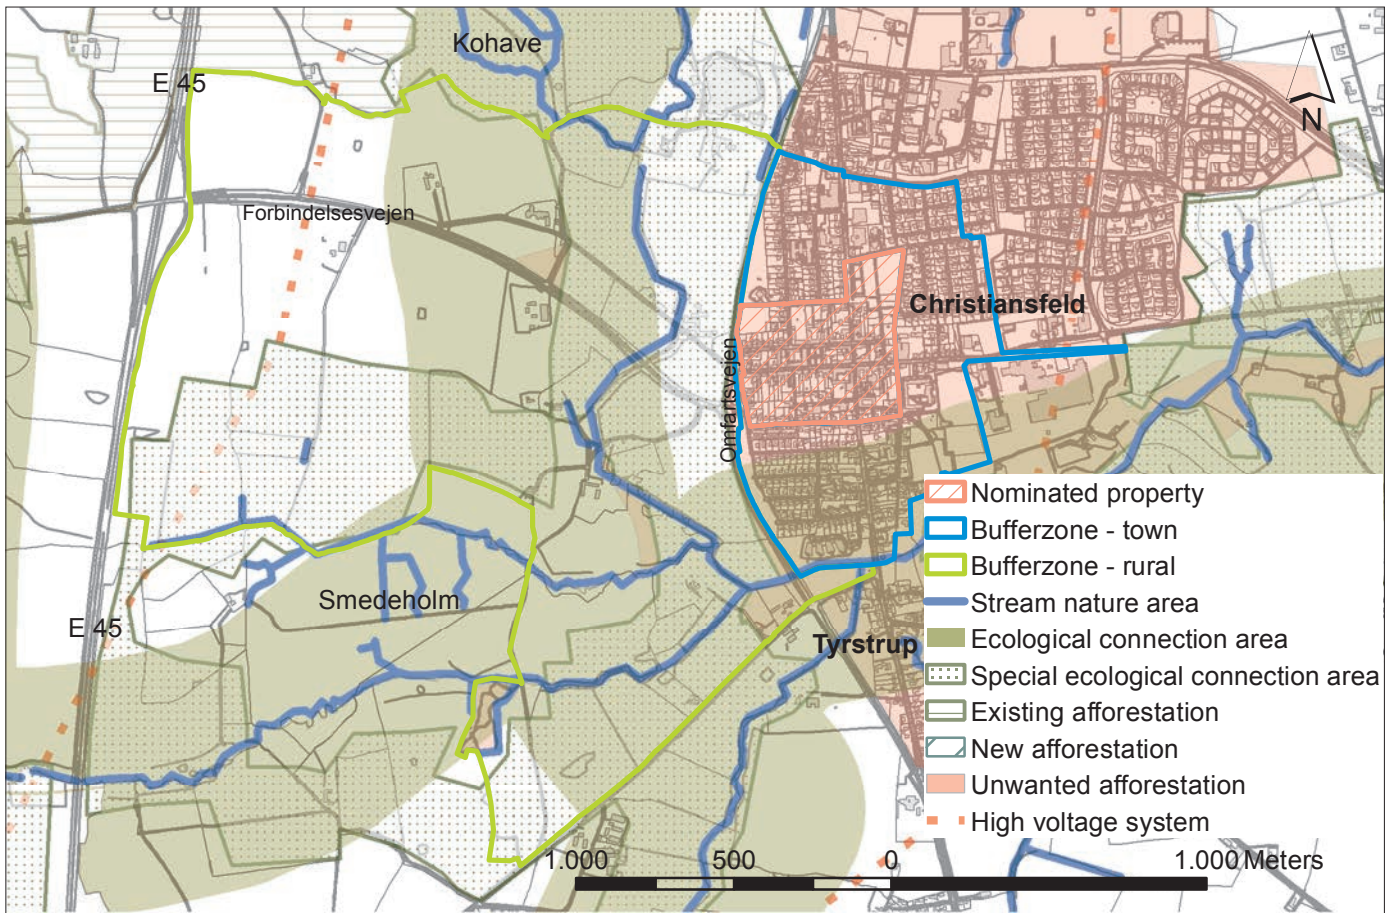 Kohave
E 45
N
Forbindelsesvejen
Christiansfeld
Omfartsvejen
Nominated property
Bufferzone - town
Bufferzone - rural
Stream nature area
Smedeholm
E 45
Ecological connection area
Tyrstrup
Special ecological connection area
Existing afforestation
New afforestation
Unwanted afforestation
High voltage system
1.000 500 0 1.000 Meters